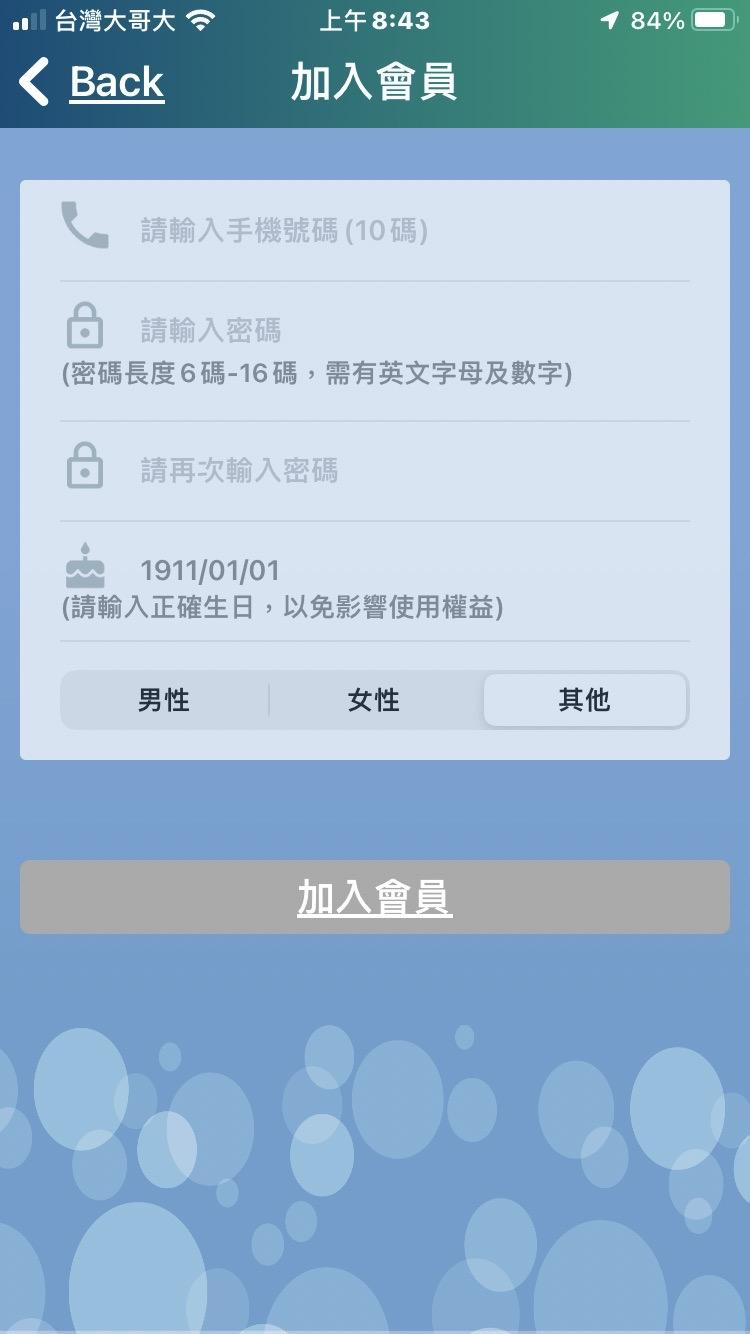 台灣大哥大 上午8:43 84%
Back 加入會員
請輸入手機號碼(10碼)
請輸入密碼
(密碼長度6碼-16碼，需有英文字母及數字)
請再次輸入密碼
1911/01/01
(請輸入正確生日，以免影響使用權益)
男性 女性 其他
加入會員